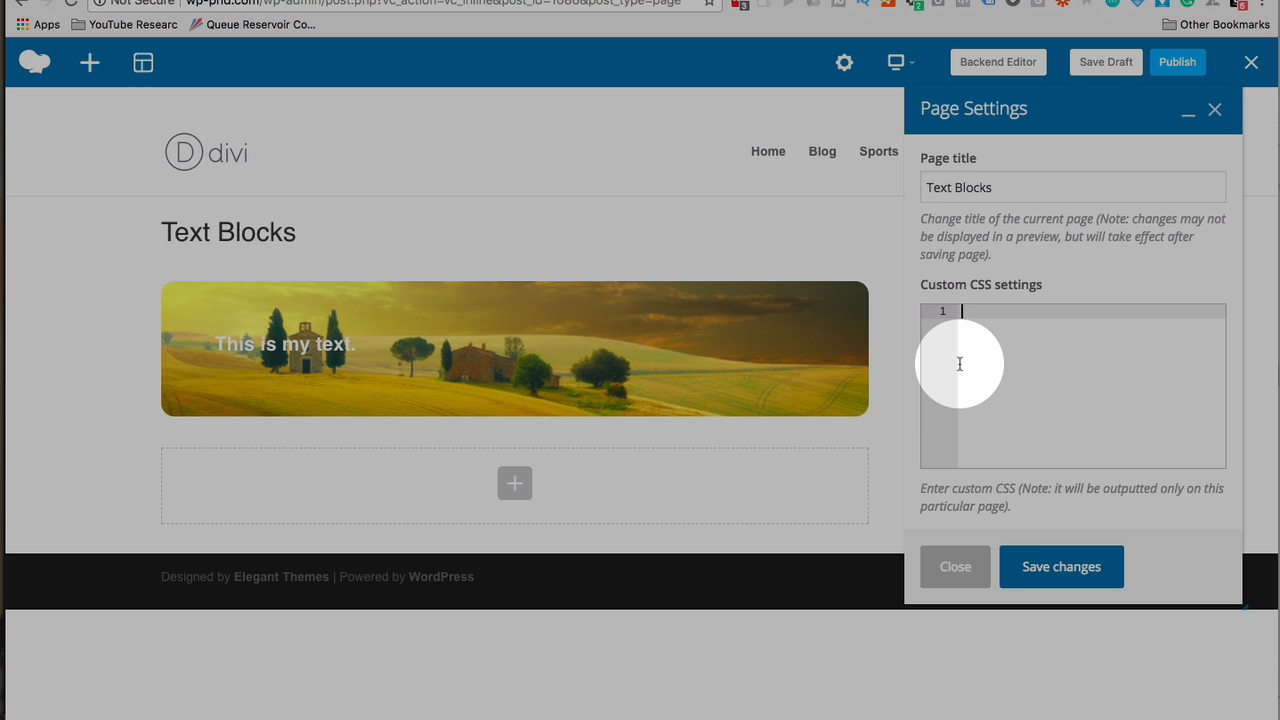 Not Secure | wp-phd.com/wp-admin/post.php?vc_action=vc_inline&post_id=1086&post_type=page
Apps YouTube Researc Queue Reservoir Co... Other Bookmarks
Backend Editor Save Draft Publish
Page Settings
D divi
Home Blog Sports
Page title
Text Blocks
Change title of the current page (Note: changes may not
be displayed in a preview, but will take effect after
saving page).
Text Blocks
Custom CSS settings
1
This is my text.
Enter custom CSS (Note: it will be outputted only on this
particular page).
Close Save changes
Designed by Elegant Themes | Powered by WordPress